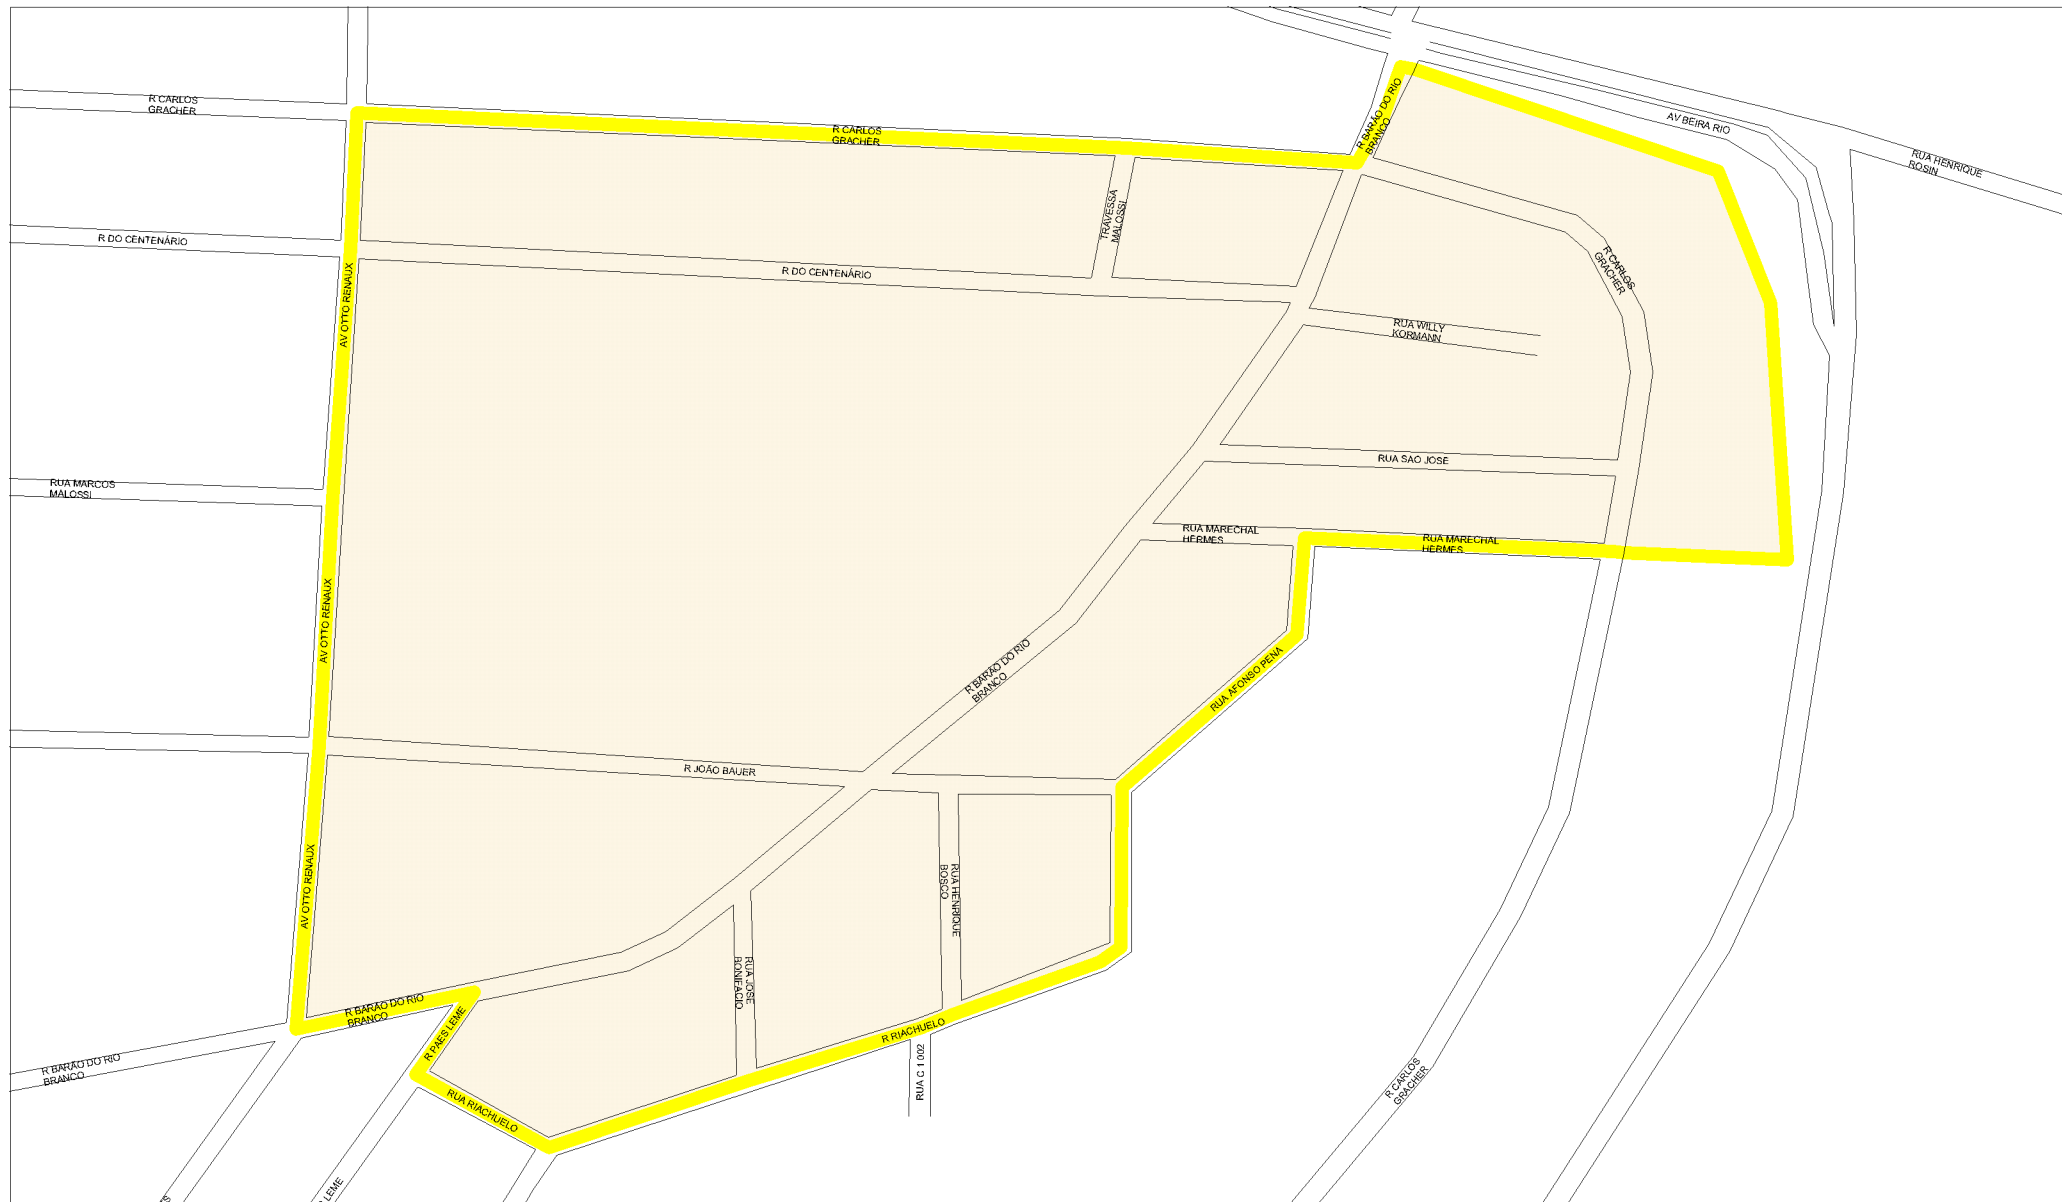 R CARLOS
GRACHER
R CARLOS
GRACHER
R BARÃO DO RIO
BRANCO
AV BEIRA RIO
RUA HENRIQUE
ROSIN
TRAVESSA
MALOSSI
R DO CENTENÁRIO
R DO CENTENÁRIO
R CARLOS
GRACHER
AV OTTO RENAUX
RUA WILLY
KORMANN
RUA SAO JOSE
RUA MARCOS
MALOSSI
RUA MARECHAL
HERMES
RUA MARECHAL
HERMES
AV OTTO RENAUX
R BARÃO DO RIO
BRANCO
RUA AFONSO PENA
R JOÃO BAUER
AV OTTO RENAUX
RUA HENRIQUE
BOSCO
RUA JOSE
BONIFACIO
R BARÃO DO RIO
BRANCO
R PAES LEME
R RIACHUELO
R BARÃO DO RIO
BRANCO
RUA C 1 002
R CARLOS
GRACHER
RUA RIACHUELO
LEME